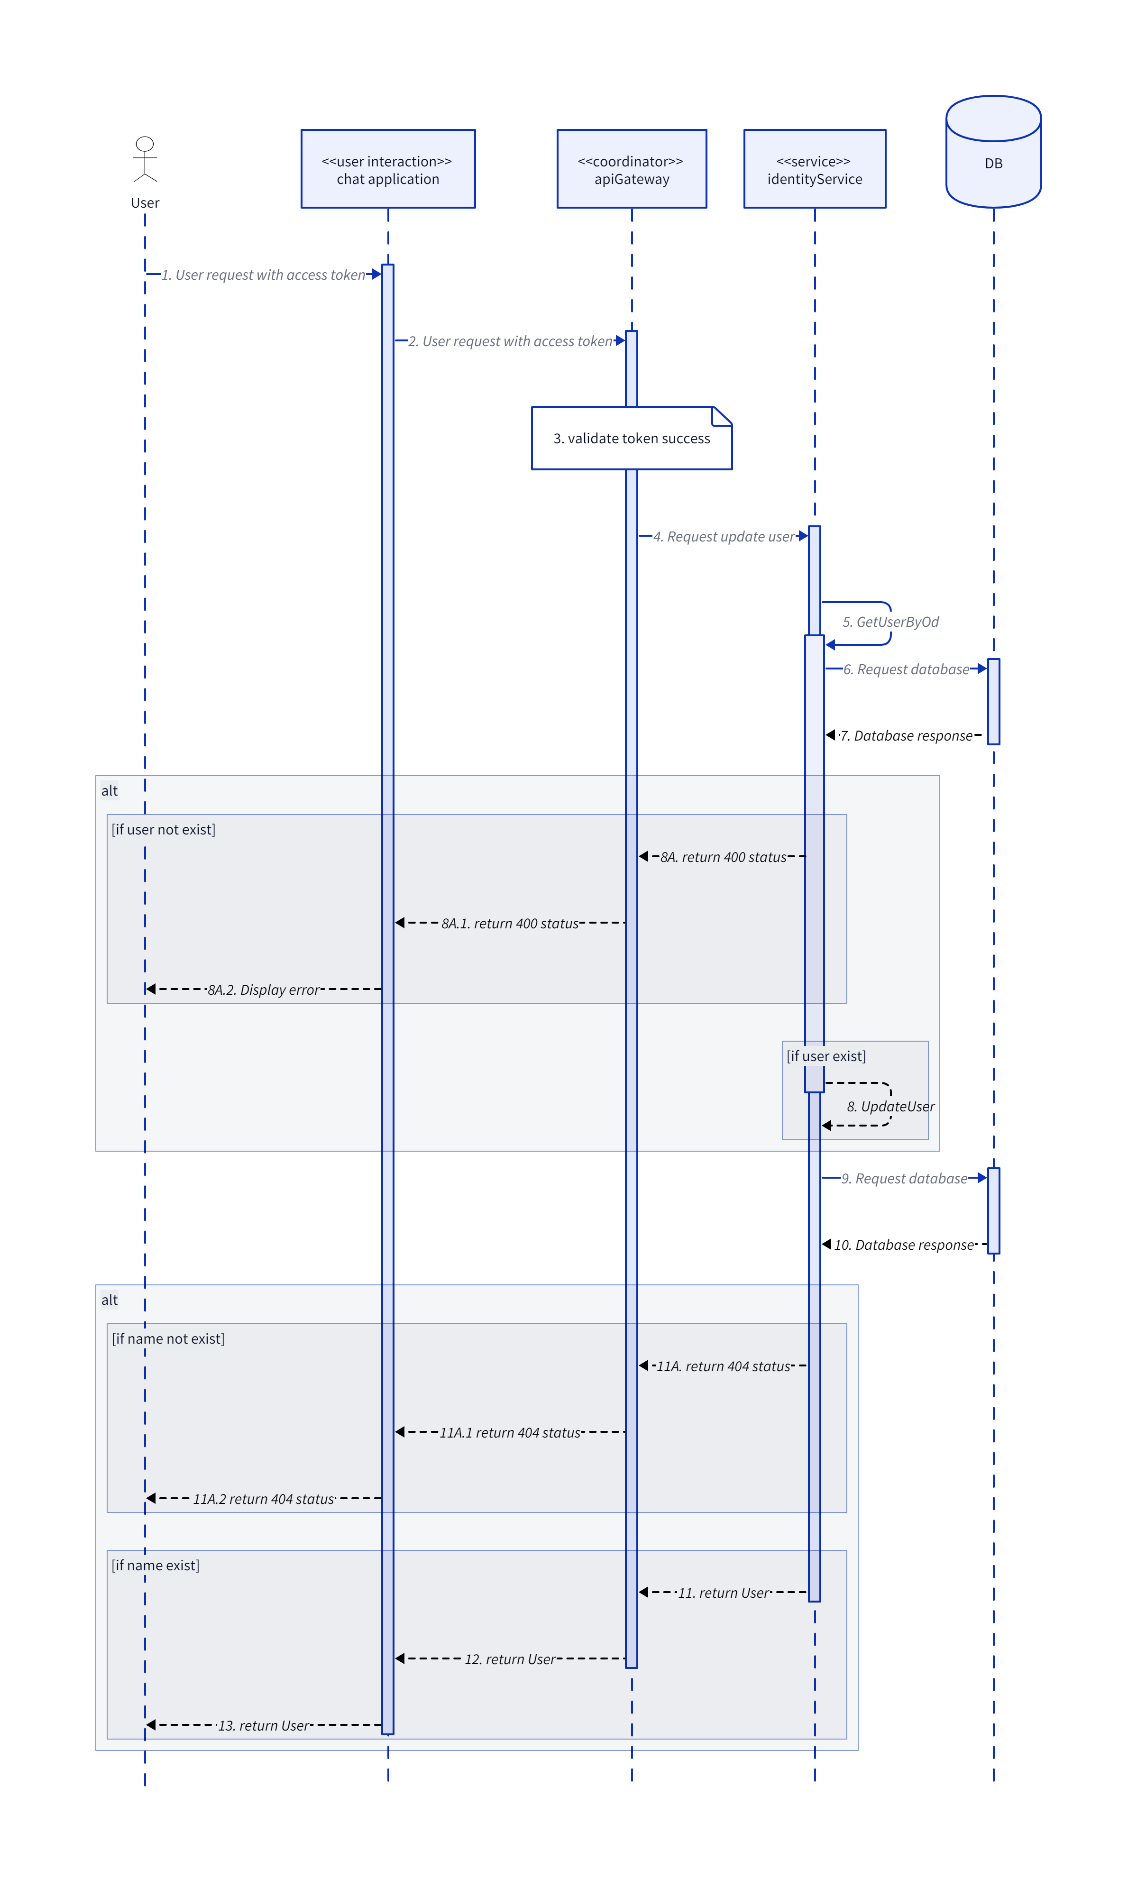 User
<<user interaction>>
chat application
<<coordinator>>
apiGateway
<<service>>
identityService
DB
1. User request with access token
2. User request with access token
3. validate token success
4. Request update user
5. GetUserByOd
6. Request database
7. Database response
alt
[if user not exist]
8A. return 400 status
8A.1. return 400 status
8A.2. Display error
[if user exist]
8. UpdateUser
9. Request database
10. Database response
alt
[if name not exist]
11A. return 404 status
11A.1 return 404 status
11A.2 return 404 status
[if name exist]
11. return User
12. return User
13. return User